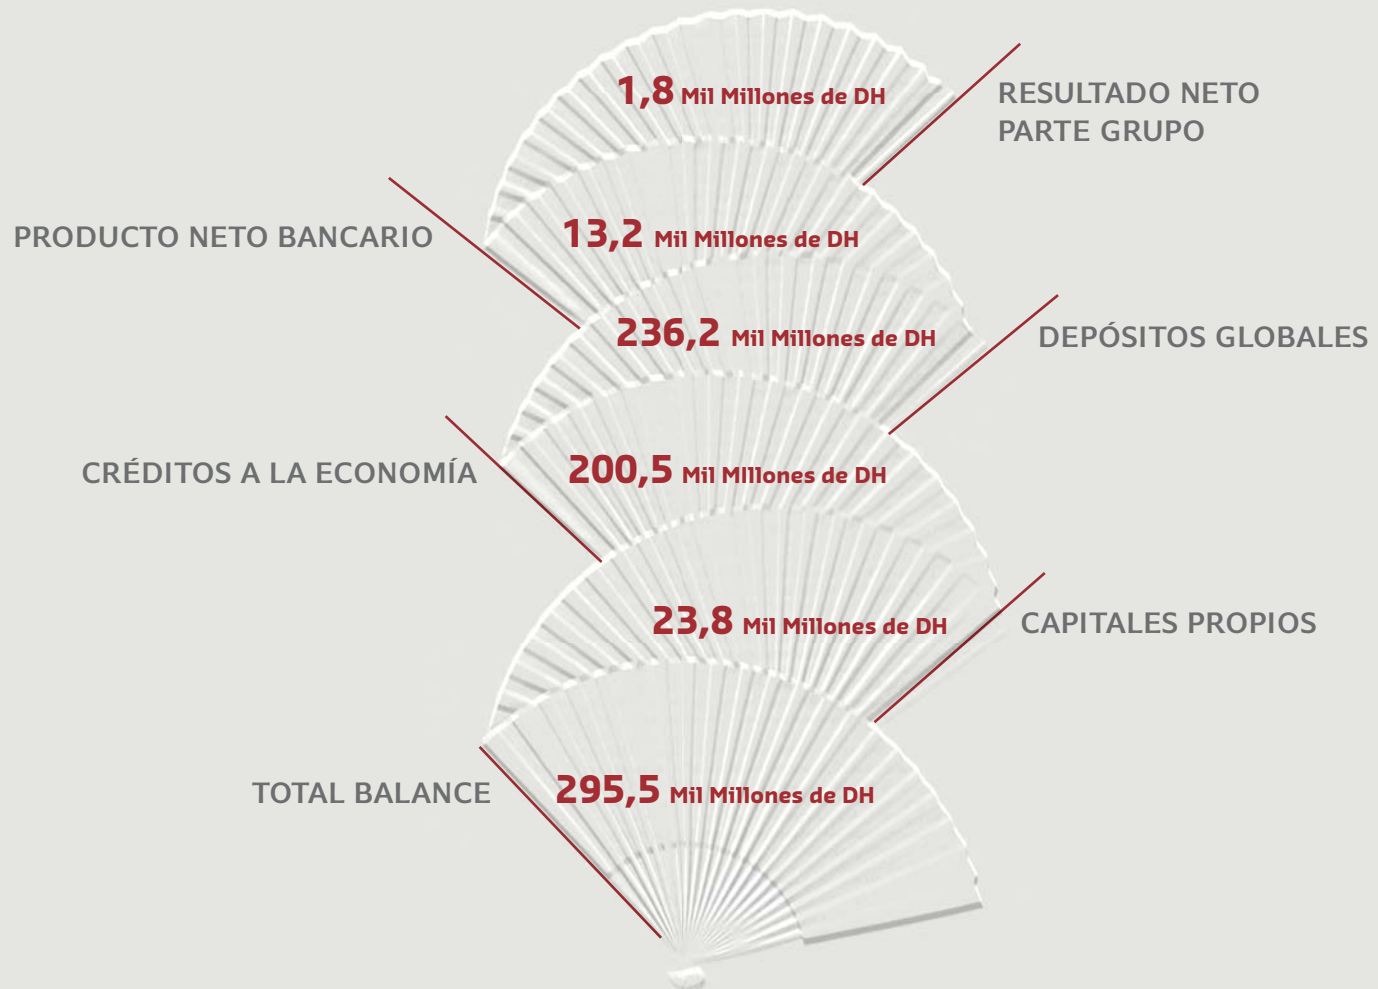 1,8 Mil Millones de DH
RESULTADO NETO
PARTE GRUPO
PRODUCTO NETO BANCARIO
13,2 Mil Millones de DH
236,2 Mil Millones de DH
DEPÓSITOS GLOBALES
CRÉDITOS A LA ECONOMÍA
200,5 Mil MIllones de DH
23,8 Mil Millones de DH
CAPITALES PROPIOS
TOTAL BALANCE
295,5 Mil Millones de DH